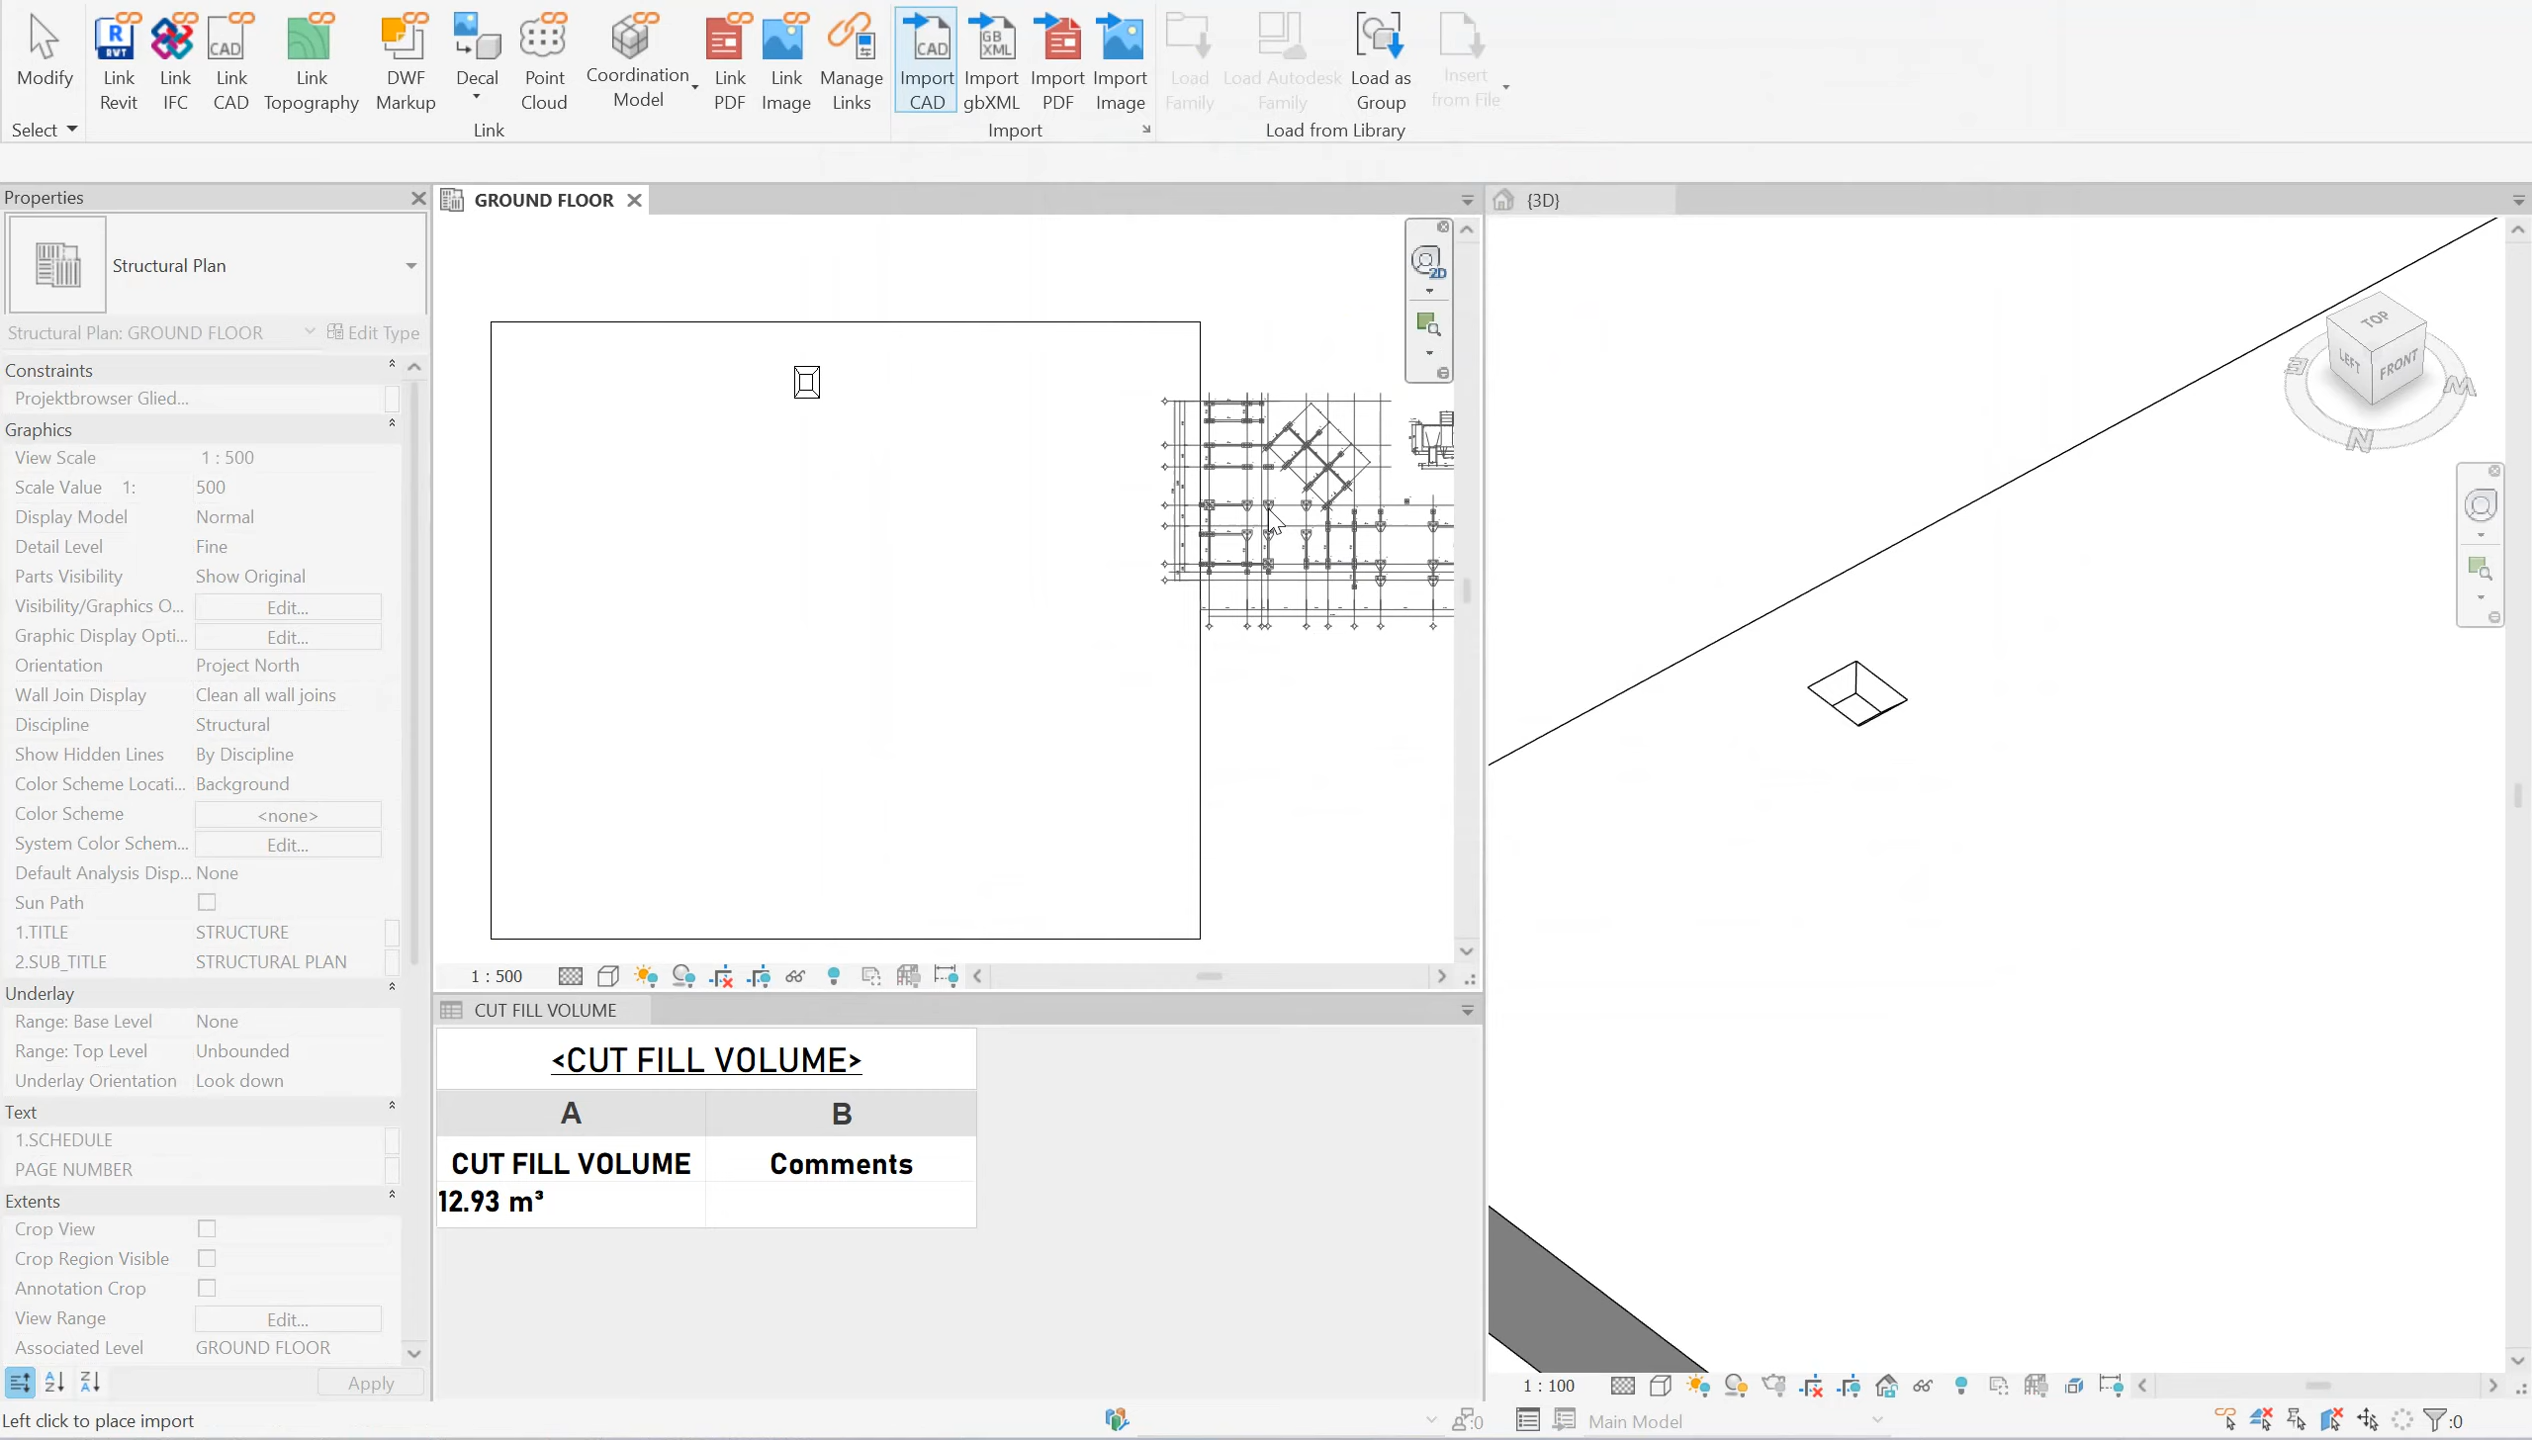 Modify
Link Revit
Link IFC
Link CAD
Link Topography
DWF Markup
Decal
Point Cloud
Coordination Model
Link PDF
Link Image
Manage Links
Import CAD
Import gbXML
Import PDF
Import Image
Load Family
Load Autodesk Family
Load as Group
Insert from File
Select
Link
Import
Load from Library
Properties
GROUND FLOOR
{3D}
Structural Plan
Structural Plan: GROUND FLOOR
Edit Type
Constraints
Projektbrowser Glied...
Graphics
View Scale 1 : 500
Scale Value 1: 500
Display Model Normal
Detail Level Fine
Parts Visibility Show Original
Visibility/Graphics O... Edit...
Graphic Display Opti... Edit...
Orientation Project North
Wall Join Display Clean all wall joins
Discipline Structural
Show Hidden Lines By Discipline
Color Scheme Locati... Background
Color Scheme <none>
System Color Schem... Edit...
Default Analysis Disp... None
Sun Path
1.TITLE STRUCTURE
2.SUB_TITLE STRUCTURAL PLAN
Underlay
Range: Base Level None
Range: Top Level Unbounded
Underlay Orientation Look down
Text
1.SCHEDULE
PAGE NUMBER
Extents
Crop View
Crop Region Visible
Annotation Crop
View Range Edit...
Associated Level GROUND FLOOR
Apply
2D
TOP
LEFT
FRONT
E
W
N
1 : 500
CUT FILL VOLUME
<CUT FILL VOLUME>
A B
CUT FILL VOLUME Comments
12.93 m³
1 : 100
Left click to place import
:0
Main Model
:0